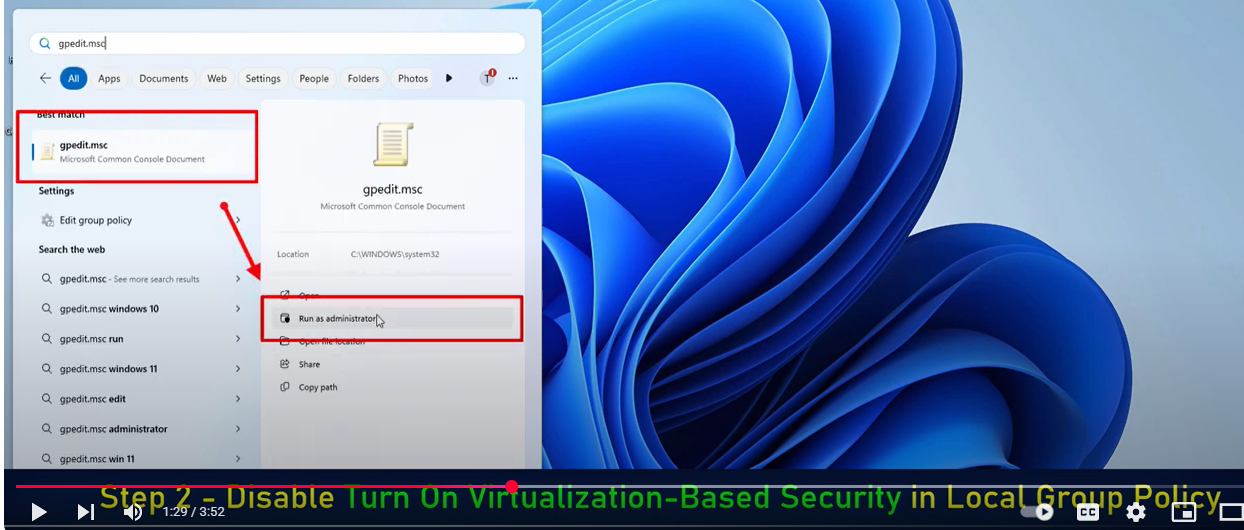 gpedit.msc
All Apps Documents Web Settings People Folders Photos T 1 ...
Best match
gpedit.msc
Microsoft Common Console Document
Settings
Edit group policy
Search the web
gpedit.msc - See more search results
gpedit.msc windows 10
gpedit.msc run
gpedit.msc windows 11
gpedit.msc edit
gpedit.msc administrator
gpedit.msc win 11
gpedit.msc
Microsoft Common Console Document
Location C:\WINDOWS\system32
Open
Run as administrator
Open file location
Share
Copy path
Step 2 - Disable Turn On Virtualization-Based Security in Local Group Policy
1:29 / 3:52
CC